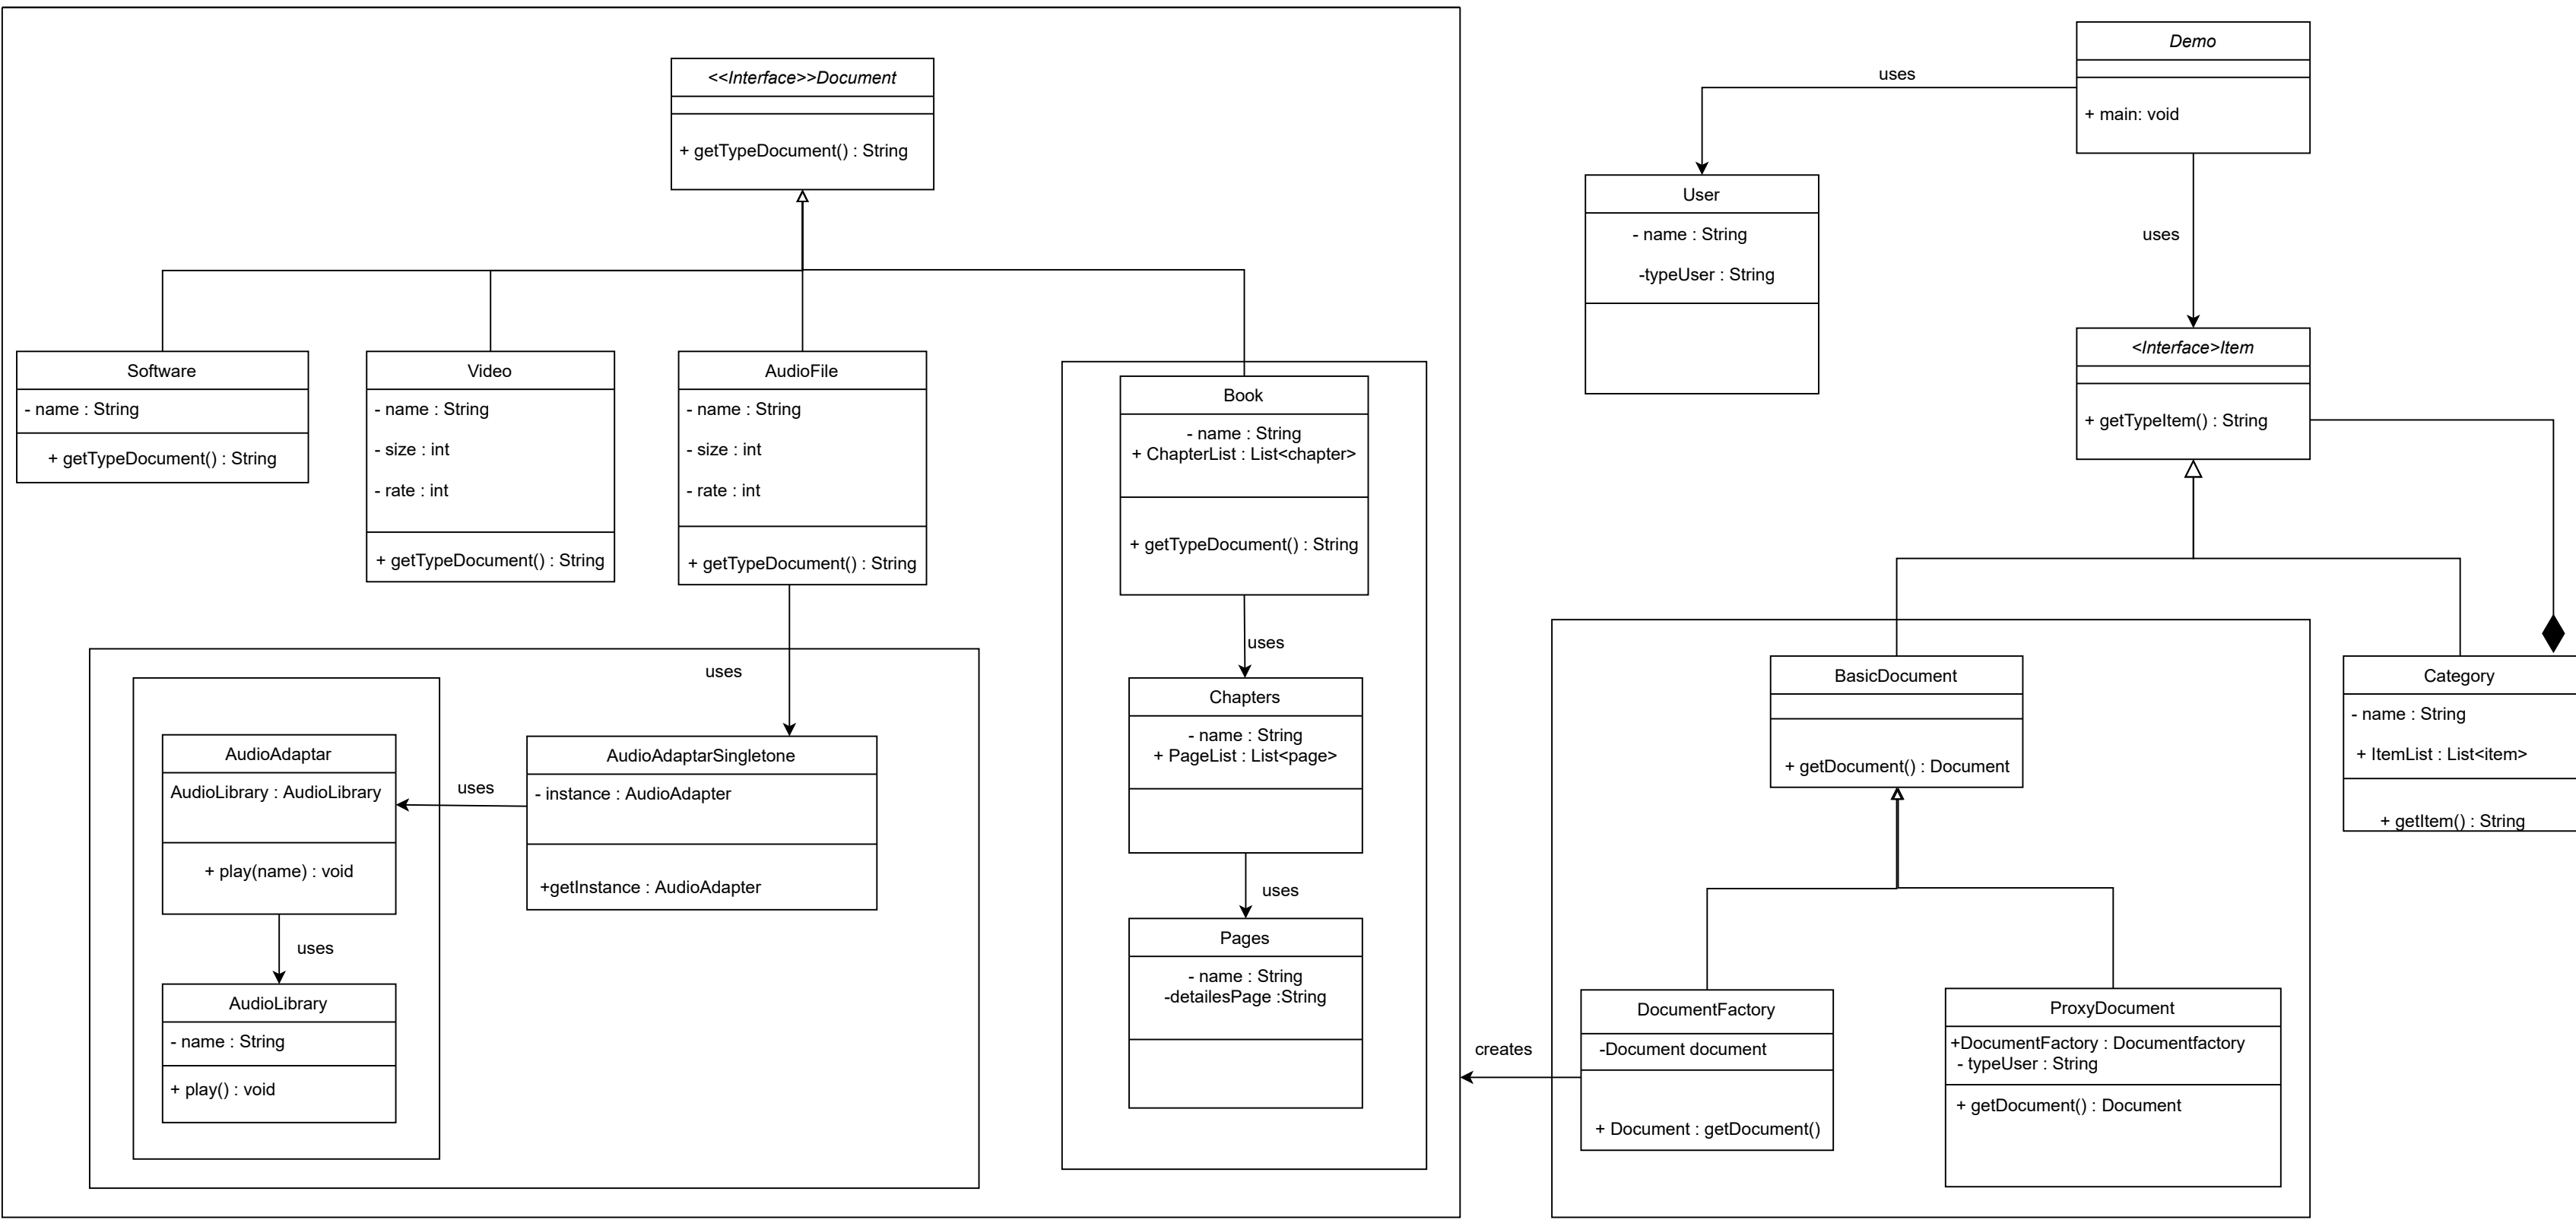 <<Interface>>Document
+ getTypeDocument() : String
Software
- name : String
+ getTypeDocument() : String
Video
- name : String
- size : int
- rate : int
+ getTypeDocument() : String
AudioFile
- name : String
- size : int
- rate : int
+ getTypeDocument() : String
Book
- name : String
+ ChapterList : List<chapter>
+ getTypeDocument() : String
uses
Chapters
- name : String
+ PageList : List<page>
uses
Pages
- name : String
-detailesPage :String
uses
AudioAdaptar
AudioLibrary : AudioLibrary
+ play(name) : void
uses
AudioAdaptarSingletone
- instance : AudioAdapter
+getInstance : AudioAdapter
uses
AudioLibrary
- name : String
+ play() : void
Demo
+ main: void
uses
User
- name : String
-typeUser : String
uses
<Interface>Item
+ getTypeItem() : String
BasicDocument
+ getDocument() : Document
Category
- name : String
+ ItemList : List<item>
+ getItem() : String
creates
DocumentFactory
-Document document
+ Document : getDocument()
ProxyDocument
+DocumentFactory : Documentfactory
- typeUser : String
+ getDocument() : Document